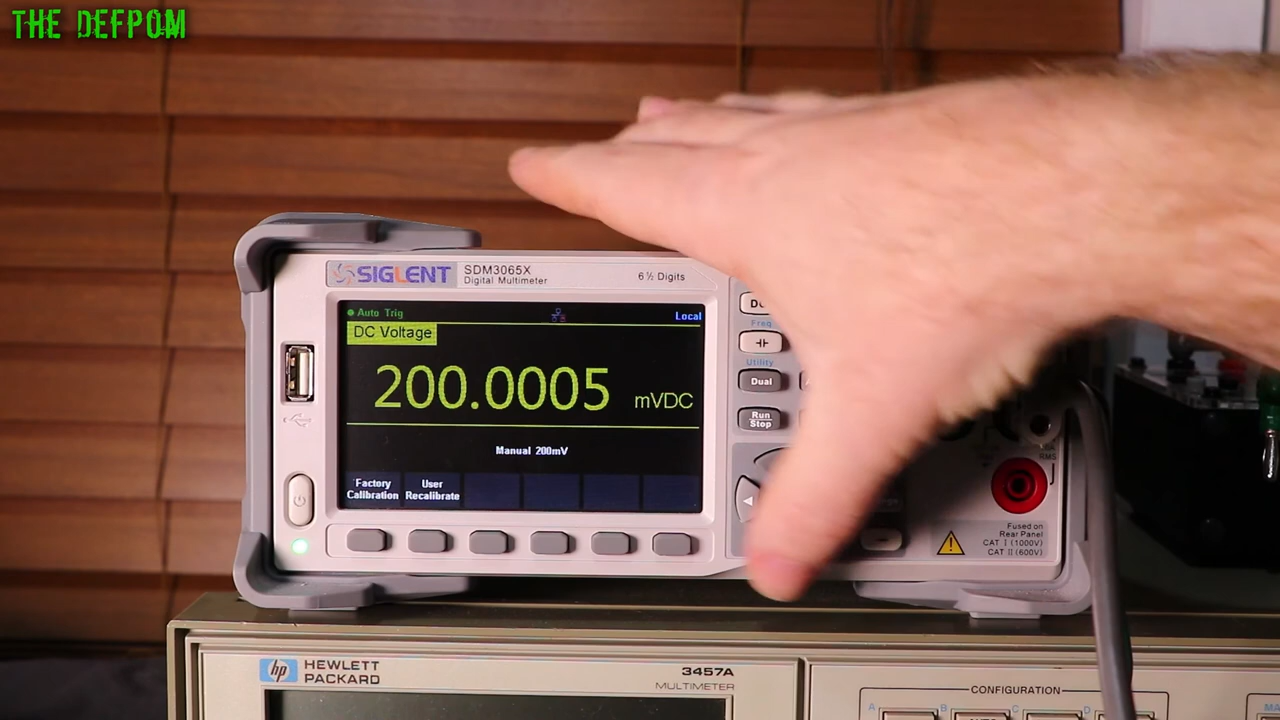 THE DEFPOM
SIGLENT
SDM3065X
Digital Multimeter
6 ½ Digits
Auto Trig
Local
DC Voltage
200.0005 mVDC
Manual 200mV
Factory
Calibration
User
Recalibrate
Freq
Utility
Dual
Run
Stop
RMS
Fused on
Rear Panel
CAT I (1000V)
CAT II (600V)
hp
HEWLETT
PACKARD
3457A
MULTIMETER
CONFIGURATION
A
B
C
D